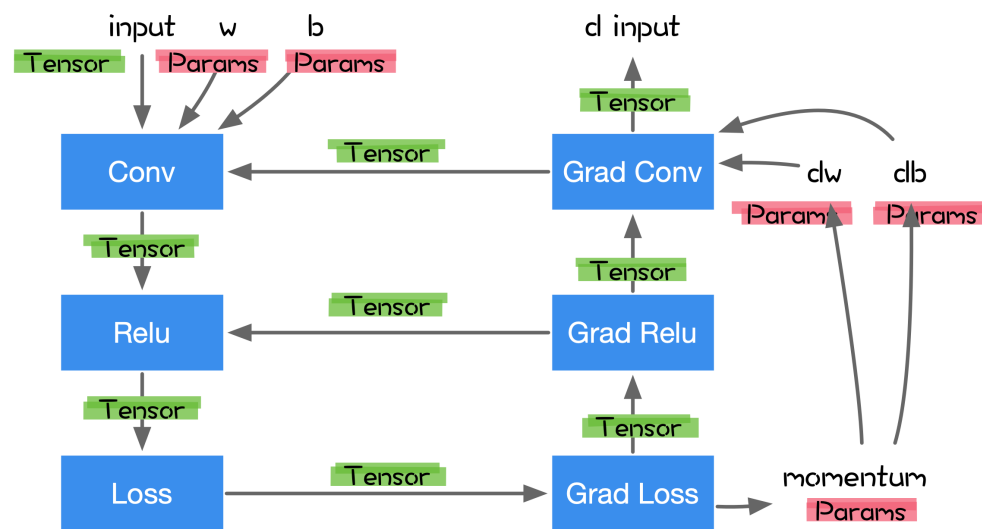 input w b d input
Tensor Params Params
Tensor
Conv Tensor Grad Conv dw db
Params Params
Tensor Tensor
Relu Tensor Grad Relu
Tensor Tensor
Loss Tensor Grad Loss momentum
Params